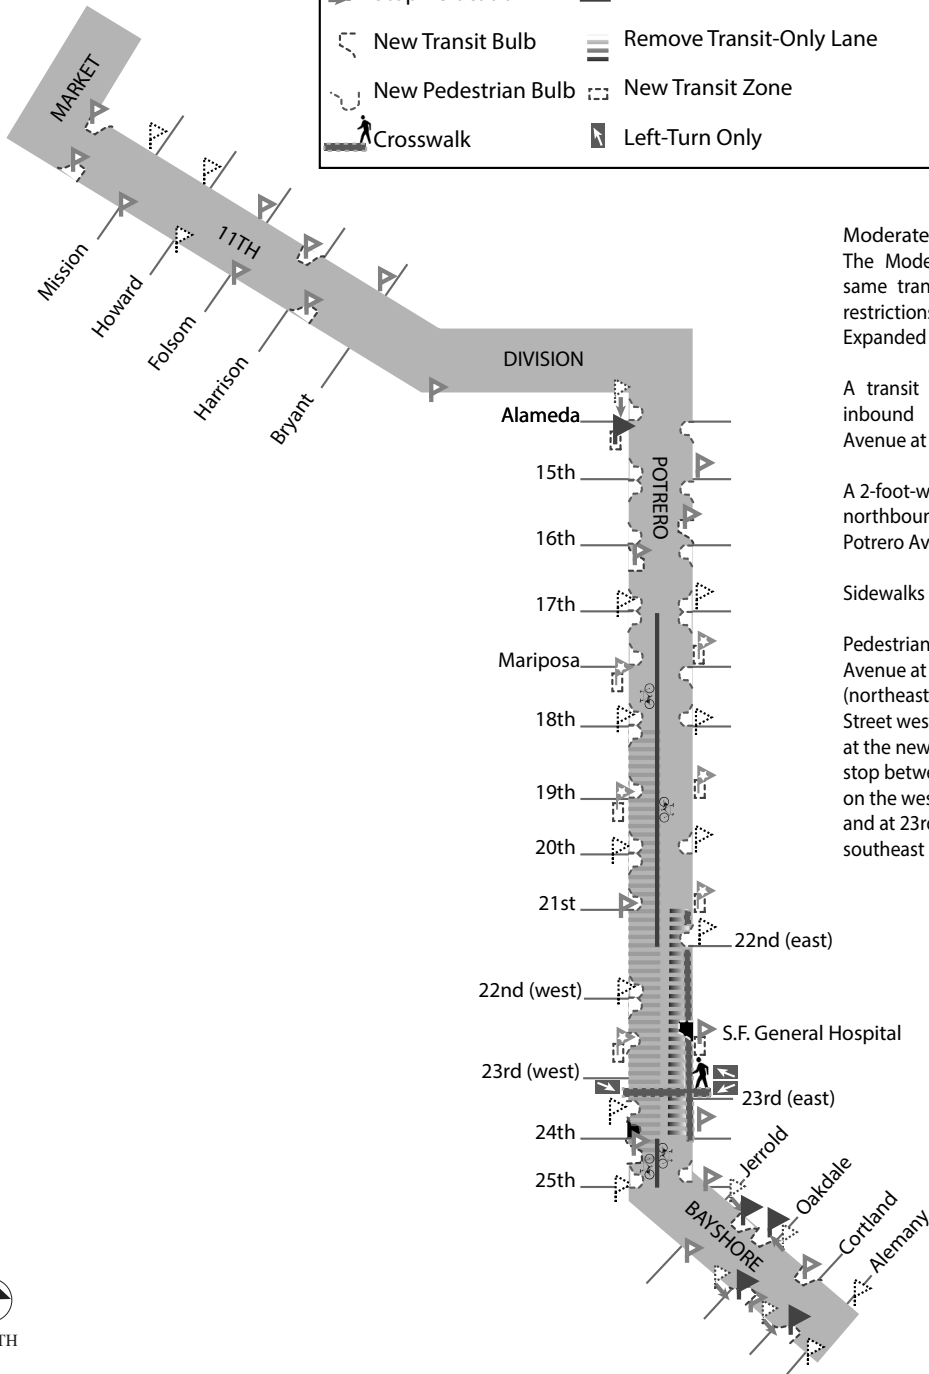 New Transit Bulb
Remove Transit-Only Lane
New Pedestrian Bulb
New Transit Zone
Crosswalk
Left-Turn Only
MARKET
11TH
Mission
Howard
Folsom
Harrison
Bryant
DIVISION
Alameda
POTRERO
15th
16th
17th
Mariposa
18th
19th
20th
21st
22nd (east)
22nd (west)
S.F. General Hospital
23rd (west)
23rd (east)
24th
25th
Jerrold
Oakdale
Cortland
Alemany
BAYSHORE
Moderate
The Mode
same tran
restrictions
Expanded
A transit
inbound
Avenue at
A 2-foot-w
northbour
Potrero Av
Sidewalks
Pedestrian
Avenue at
(northeast
Street wes
at the new
stop betwe
on the wes
and at 23rd
southeast
TH